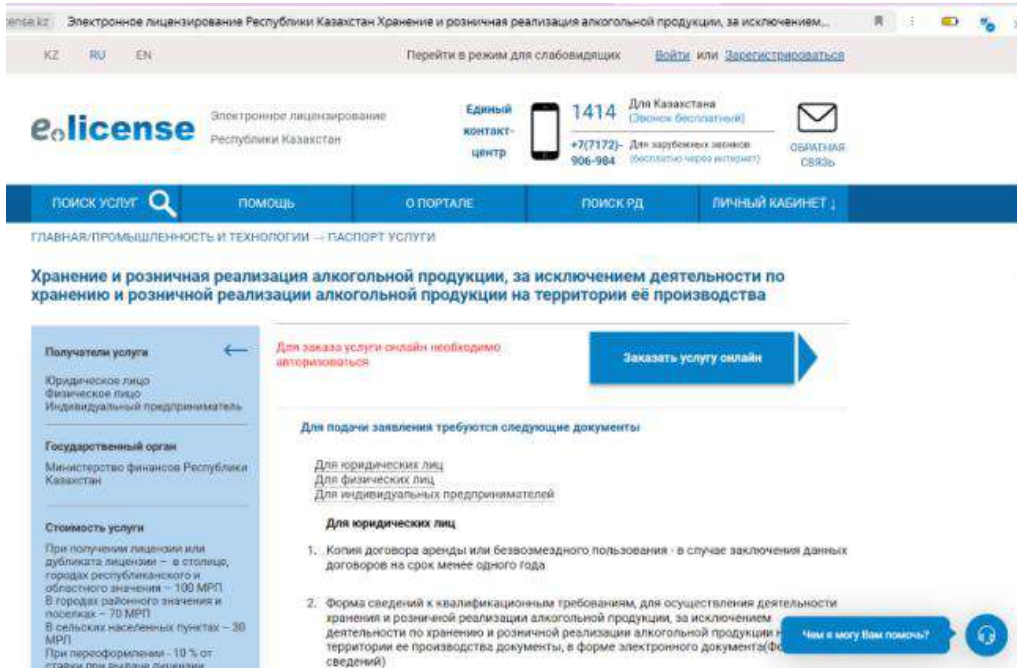 Электронное лицензирование Республики Казахстан Хранение и розничная реализация алкогольной продукции, за исключением...
KZ RU EN Перейти в режим для слабовидящих Войти или Зарегистрироваться
e.license
Электронное лицензирование
Республики Казахстан
Единый
контакт-
центр
1414
Для Казахстана
(Звонок бесплатный)
+7(7172)-
906-984
Для зарубежных звонков
(бесплатно через интернет)
ОБРАТНАЯ
СВЯЗЬ
ПОИСК УСЛУГ ПОМОЩЬ О ПОРТАЛЕ ПОИСК РД ЛИЧНЫЙ КАБИНЕТ ↓
ГЛАВНАЯ/ПРОМЫШЛЕННОСТЬ И ТЕХНОЛОГИИ — ПАСПОРТ УСЛУГИ
Хранение и розничная реализация алкогольной продукции, за исключением деятельности по
хранению и розничной реализации алкогольной продукции на территории её производства
Получатели услуги
Юридическое лицо
Физическое лицо
Индивидуальный предприниматель
Государственный орган
Министерство финансов Республики
Казахстан
Стоимость услуги
При получении лицензии или
дубликата лицензии – в столице,
городах республиканского и
областного значения – 100 МРП
В городах районного значения и
поселках – 70 МРП
В сельских населенных пунктах – 30
МРП
При переоформлении - 10 % от
ставки при выдаче лицензии
Для заказа услуги онлайн необходимо
авторизоваться
Заказать услугу онлайн
Для подачи заявления требуются следующие документы
Для юридических лиц
Для физических лиц
Для индивидуальных предпринимателей
Для юридических лиц
1. Копия договора аренды или безвозмездного пользования - в случае заключения данных
договоров на срок менее одного года
2. Форма сведений к квалификационным требованиям, для осуществления деятельности
хранения и розничной реализации алкогольной продукции, за исключением
деятельности по хранению и розничной реализации алкогольной продукции
территории ее производства документы, в форме электронного документа(Фо
сведений)
Чем я могу Вам помочь?